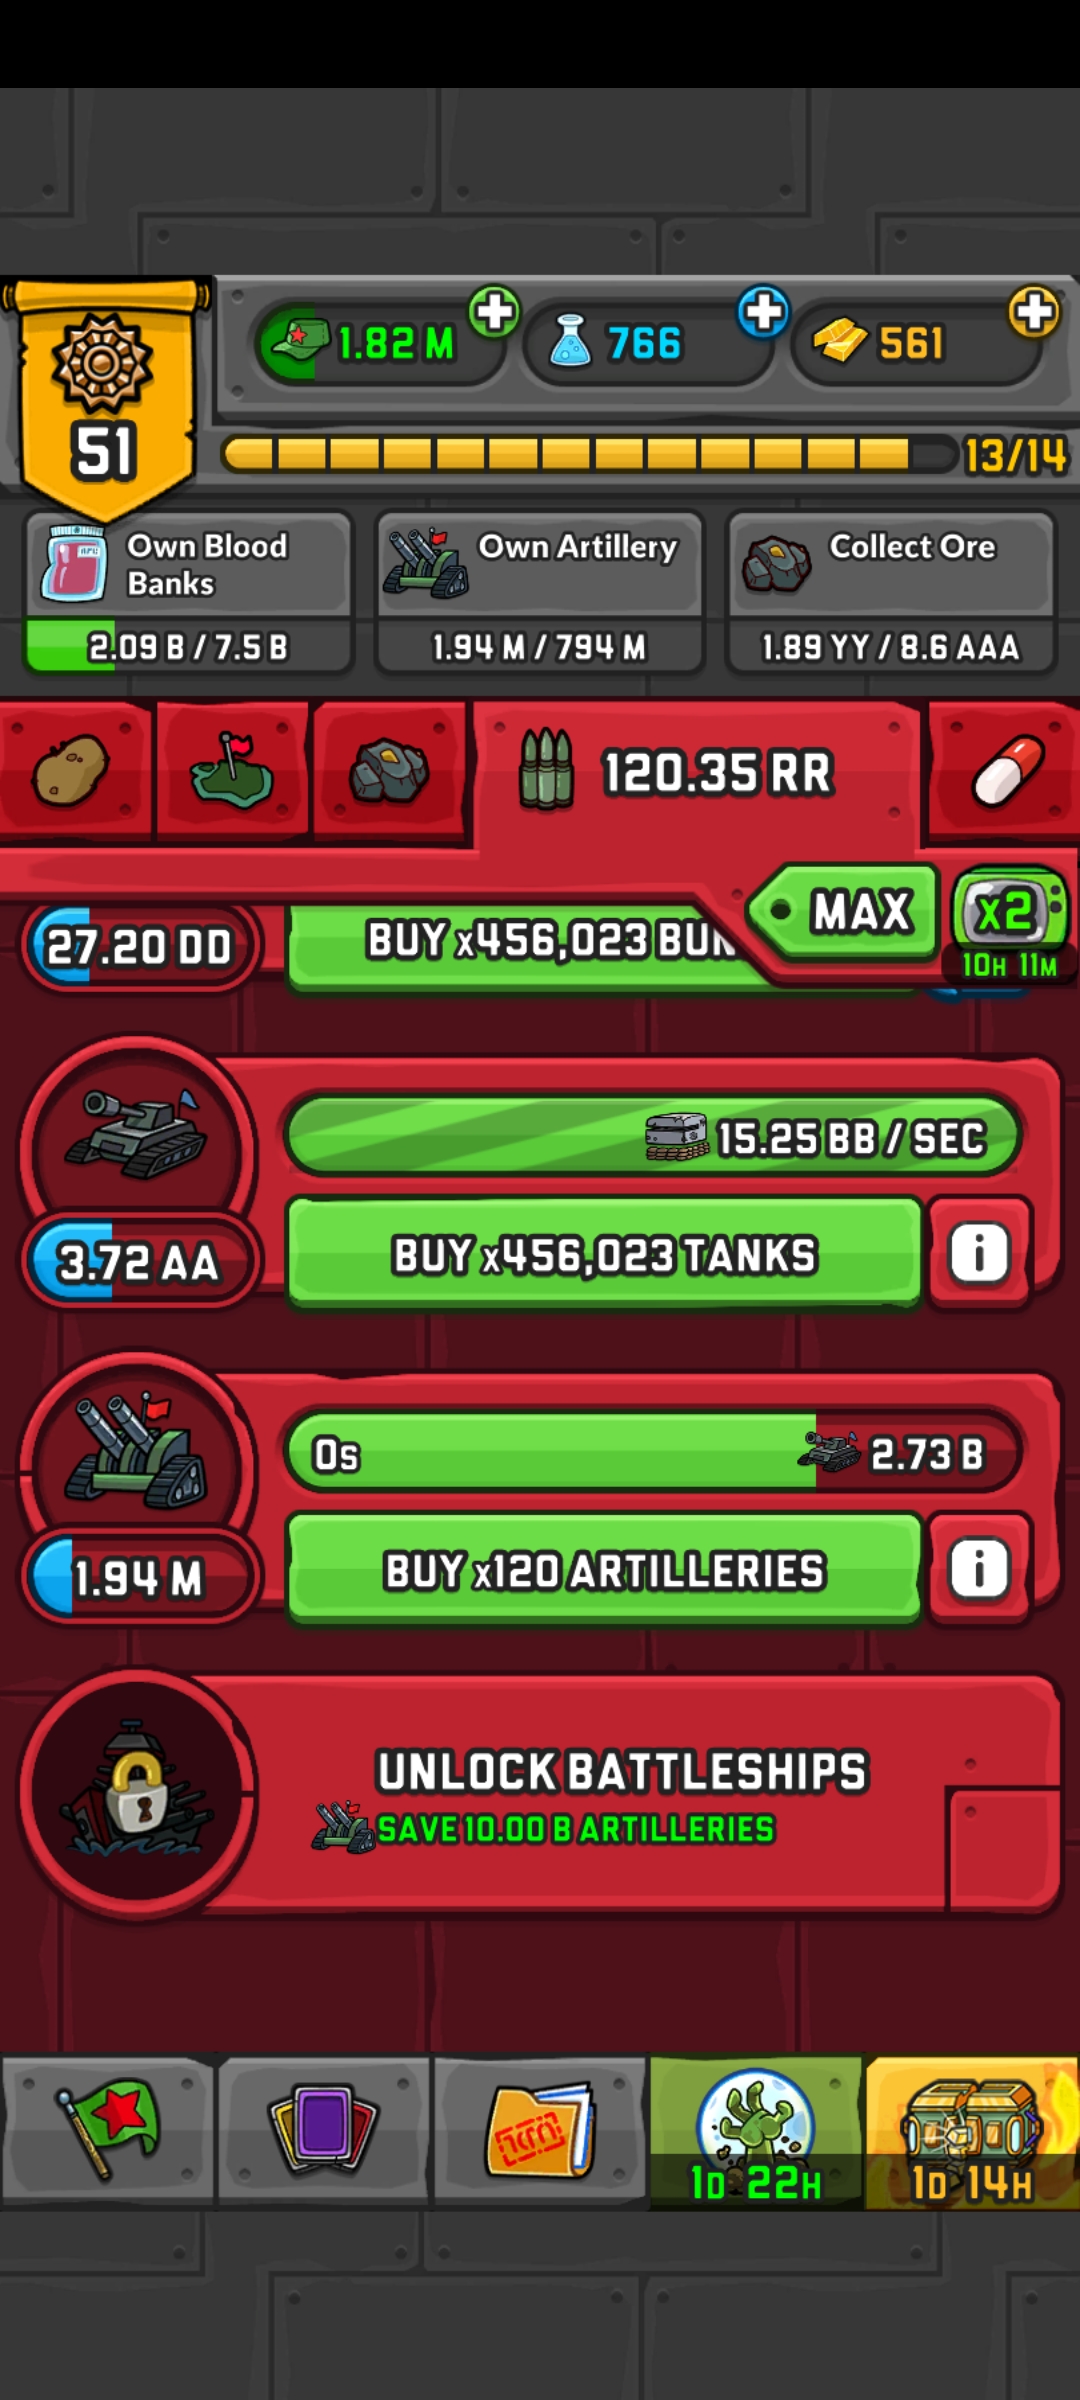 1.82 M
766
561
51
13/14
Own Blood
Banks
2.09 B / 7.5 B
Own Artillery
1.94 M / 794 M
Collect Ore
1.89 YY / 8.6 AAA
120.35 RR
MAX
x2
10H 11M
27.20 DD
BUY x456,023 BUN
15.25 BB / SEC
3.72 AA
BUY x456,023 TANKS
i
0s
2.73 B
1.94 M
BUY x120 ARTILLERIES
i
UNLOCK BATTLESHIPS
SAVE 10.00 B ARTILLERIES
1D 22H
1D 14H